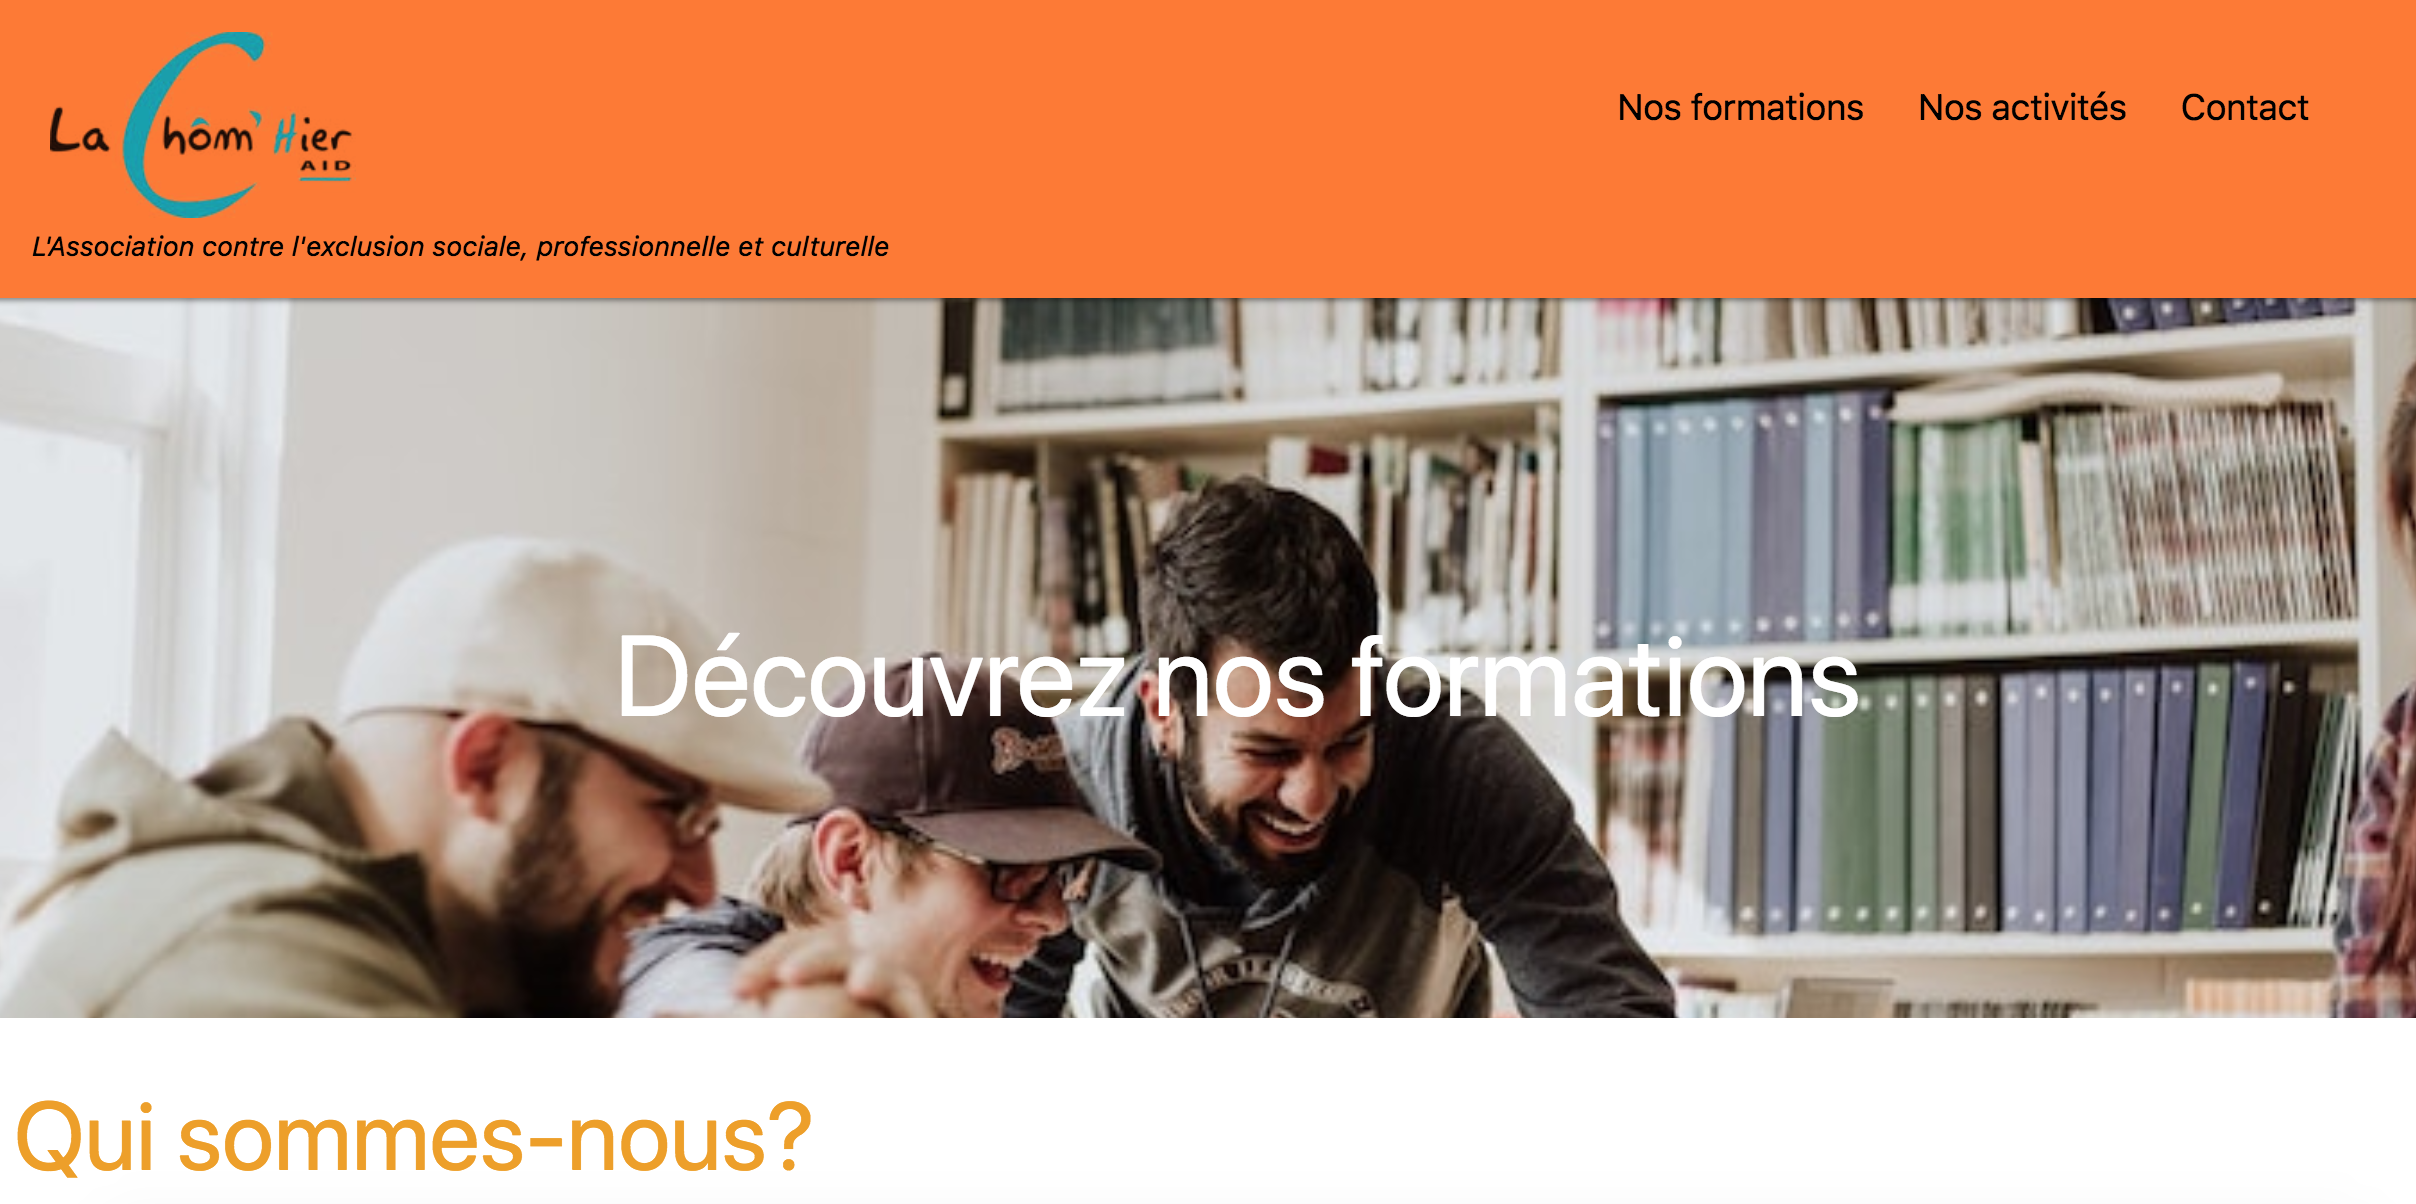 La Chôm'Hier
AID
Nos formations Nos activités Contact
L'Association contre l'exclusion sociale, professionnelle et culturelle
Découvrez nos formations
Qui sommes-nous?